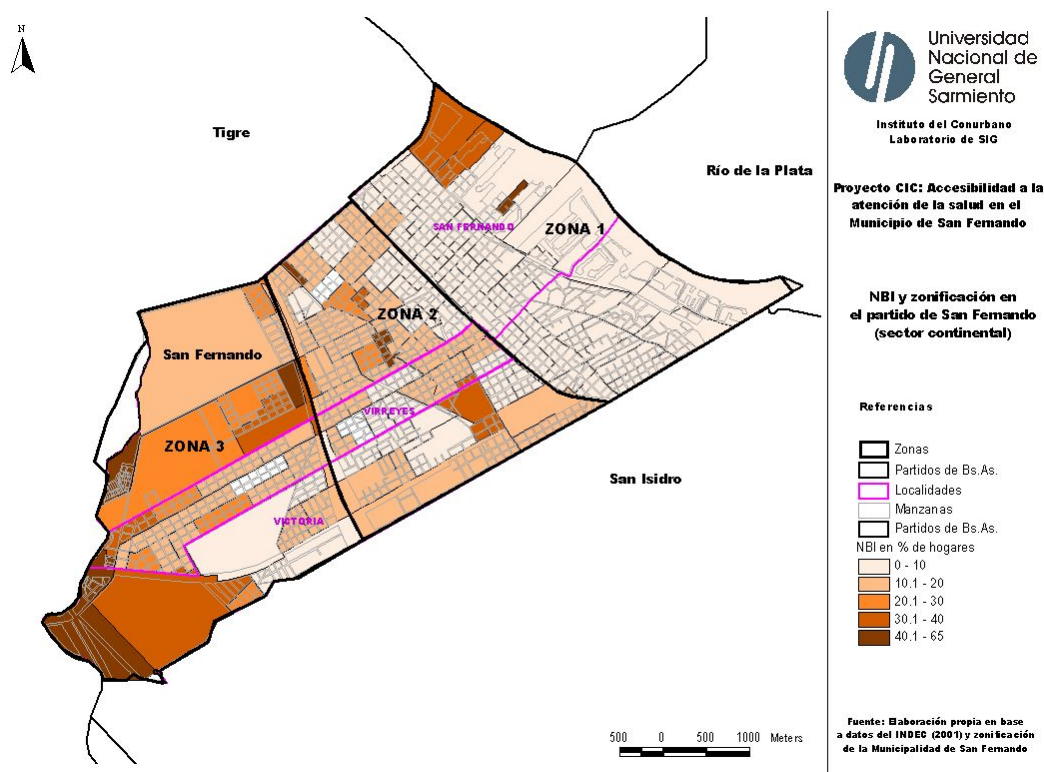 N
Tigre
Río de la Plata
SAN FERNANDO
ZONA 1
ZONA 2
San Fernando
VIRREYES
ZONA 3
San Isidro
VICTORIA
500 0 500 1000 Meters
Universidad
Nacional de
General
Sarmiento
Instituto del Conurbano
Laboratorio de SIG
Proyecto CIC: Accesibilidad a la
atención de la salud en el
Municipio de San Fernando
NBI y zonificación en
el partido de San Fernando
(sector continental)
Referencias
Zonas
Partidos de Bs.As.
Localidades
Manzanas
Partidos de Bs.As.
NBI en % de hogares
0 - 10
10.1 - 20
20.1 - 30
30.1 - 40
40.1 - 65
Fuente: Elaboración propia en base
a datos del INDEC (2001) y zonificación
de la Municipalidad de San Fernando